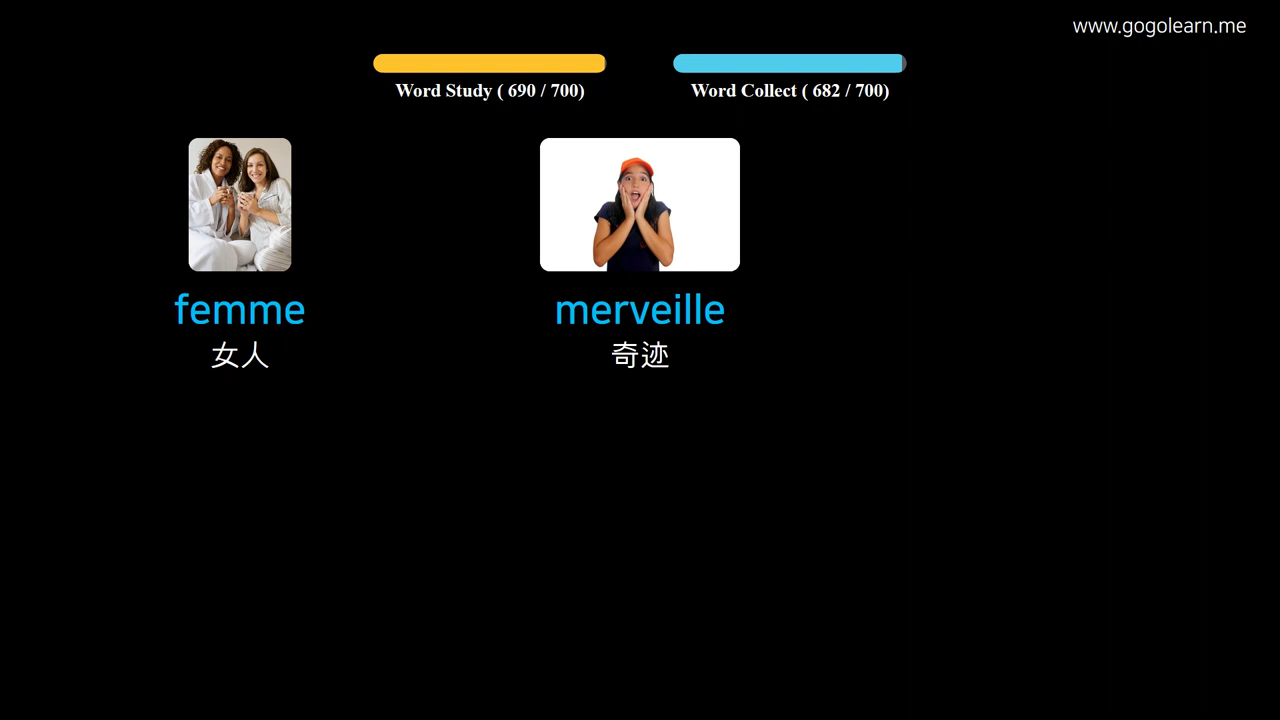 www.gogolearn.me
Word Study ( 690 / 700)
Word Collect ( 682 / 700)
femme
女人
merveille
奇迹